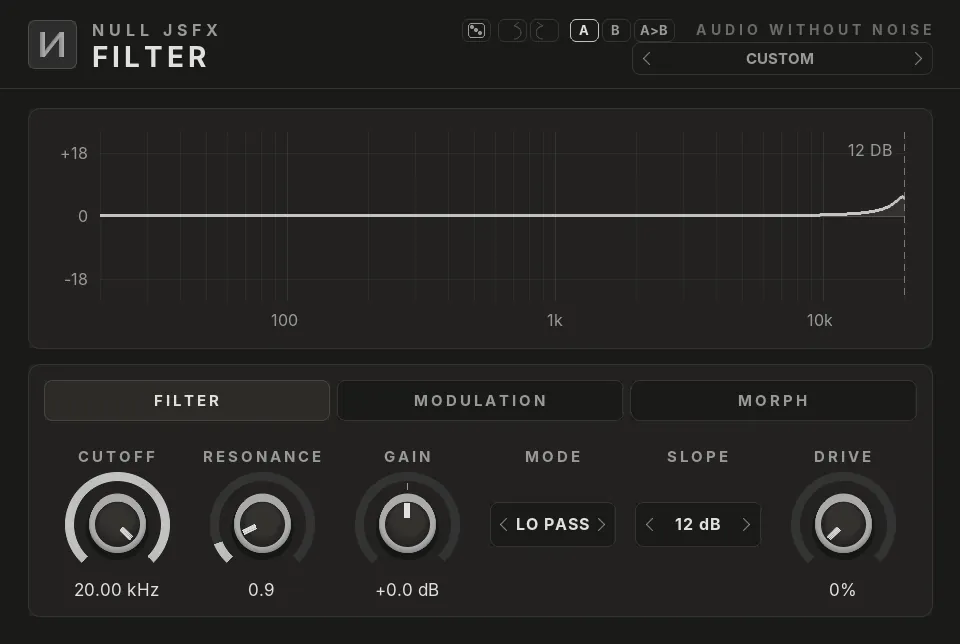 NULL JSFX
FILTER
A B A>B
AUDIO WITHOUT NOISE
CUSTOM
+18
12 DB
0
-18
100 1k 10k
FILTER MODULATION MORPH
CUTOFF RESONANCE GAIN MODE SLOPE DRIVE
LO PASS 12 dB
20.00 kHz 0.9 +0.0 dB 0%